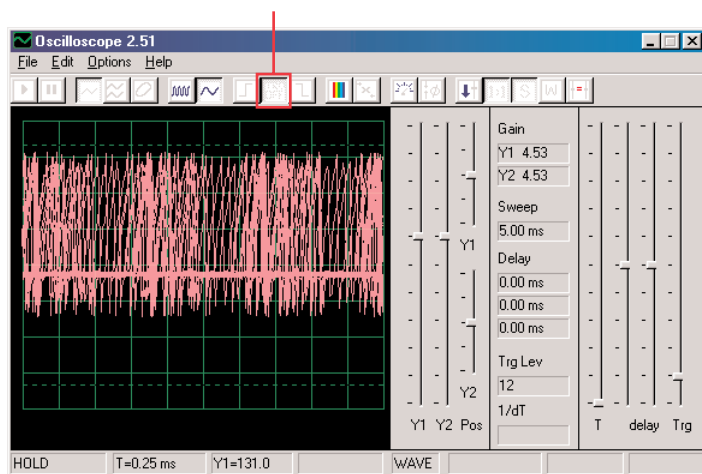 Oscilloscope 2.51
File Edit Options Help
1:1 S W
Gain
Y1 4.53
Y2 4.53
Sweep
5.00 ms
Delay
0.00 ms
0.00 ms
0.00 ms
Trg Lev
12
1/dT
Y1
Y2
Y1 Y2 Pos
T delay Trg
HOLD T=0.25 ms Y1=131.0 WAVE